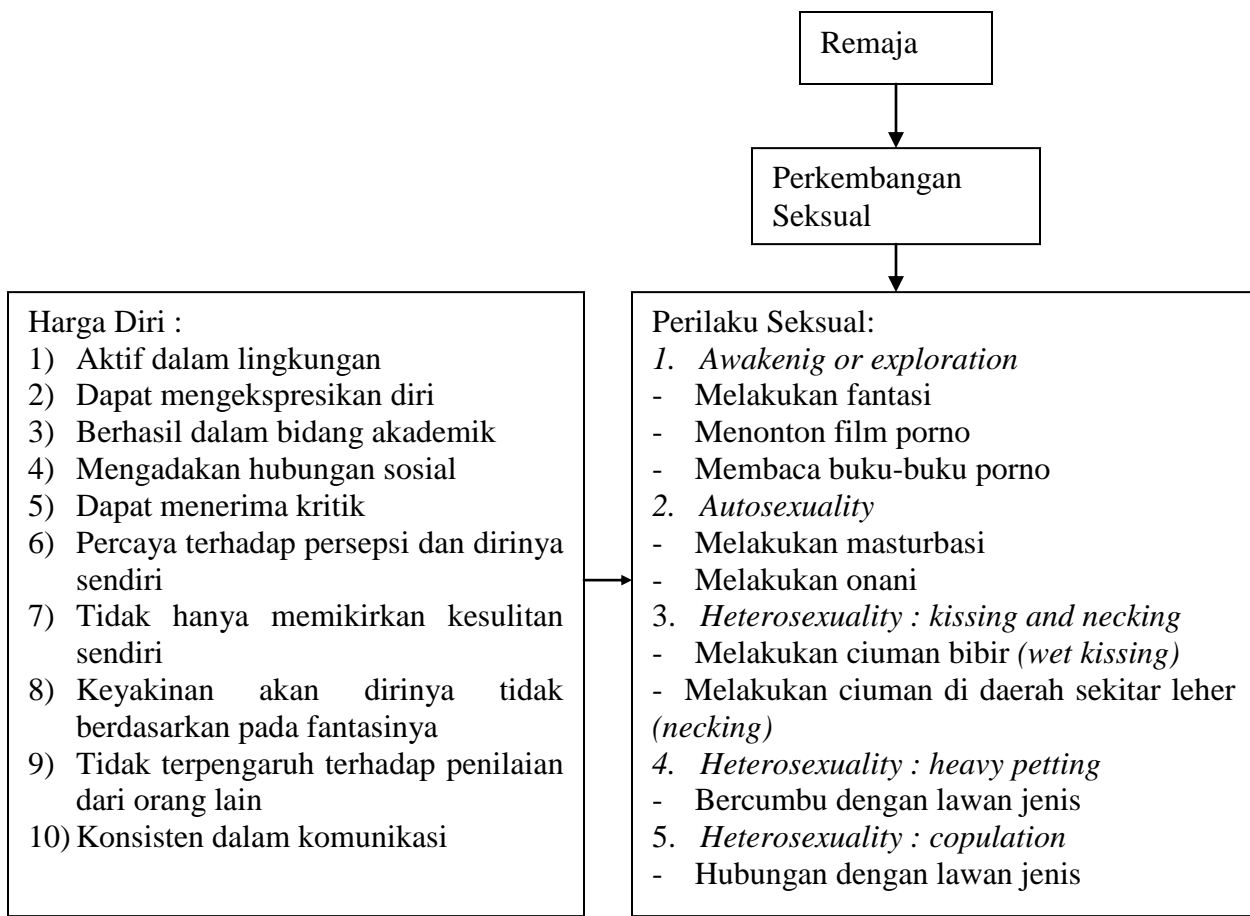 Remaja
Perkembangan
Seksual
Harga Diri :
1) Aktif dalam lingkungan
2) Dapat mengekspresikan diri
3) Berhasil dalam bidang akademik
4) Mengadakan hubungan sosial
5) Dapat menerima kritik
6) Percaya terhadap persepsi dan dirinya
sendiri
7) Tidak hanya memikirkan kesulitan
sendiri
8) Keyakinan akan dirinya tidak
berdasarkan pada fantasinya
9) Tidak terpengaruh terhadap penilaian
dari orang lain
10) Konsisten dalam komunikasi
Perilaku Seksual:
1. Awakenig or exploration
- Melakukan fantasi
- Menonton film porno
- Membaca buku-buku porno
2. Autosexuality
- Melakukan masturbasi
- Melakukan onani
3. Heterosexuality : kissing and necking
- Melakukan ciuman bibir (wet kissing)
- Melakukan ciuman di daerah sekitar leher
(necking)
4. Heterosexuality : heavy petting
- Bercumbu dengan lawan jenis
5. Heterosexuality : copulation
- Hubungan dengan lawan jenis